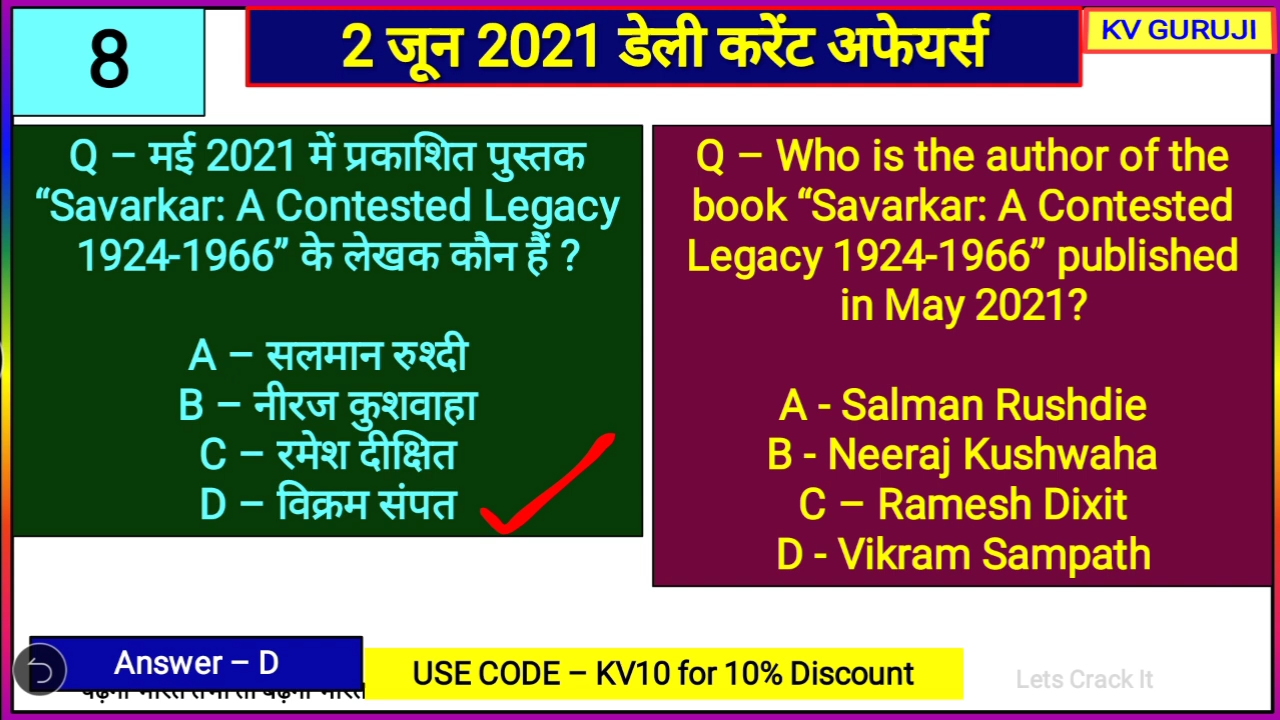 8
2 जून 2021 डेली करेंट अफेयर्स
KV GURUJI
Q – मई 2021 में प्रकाशित पुस्तक
“Savarkar: A Contested Legacy
1924-1966” के लेखक कौन हैं ?
A – सलमान रुश्दी
B – नीरज कुशवाहा
C – रमेश दीक्षित
D – विक्रम संपत
Q – Who is the author of the
book “Savarkar: A Contested
Legacy 1924-1966” published
in May 2021?
A - Salman Rushdie
B - Neeraj Kushwaha
C – Ramesh Dixit
D - Vikram Sampath
Answer – D
USE CODE – KV10 for 10% Discount
Lets Crack It